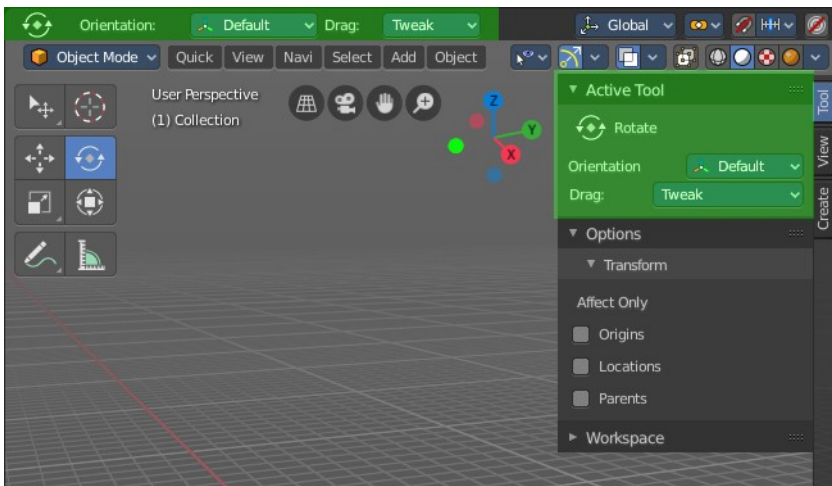 Orientation: Default Drag: Tweak Global
Object Mode Quick View Navi Select Add Object
User Perspective
(1) Collection
Z
Y
X
Active Tool
Rotate
Orientation Default
Drag: Tweak
Options
Transform
Affect Only
Origins
Locations
Parents
Workspace
Tool
View
Create